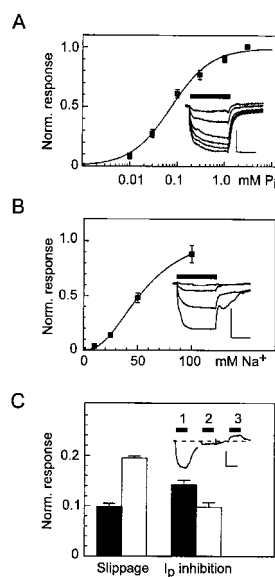 A
Norm. response
1.0
0.5
0
0.01
0.1
1.0
mM Pi
B
Norm. response
1.0
0.5
0
0
50
100
mM Na+
C
Norm. response
0.2
0.1
0
1
2
3
Slippage
Ip inhibition